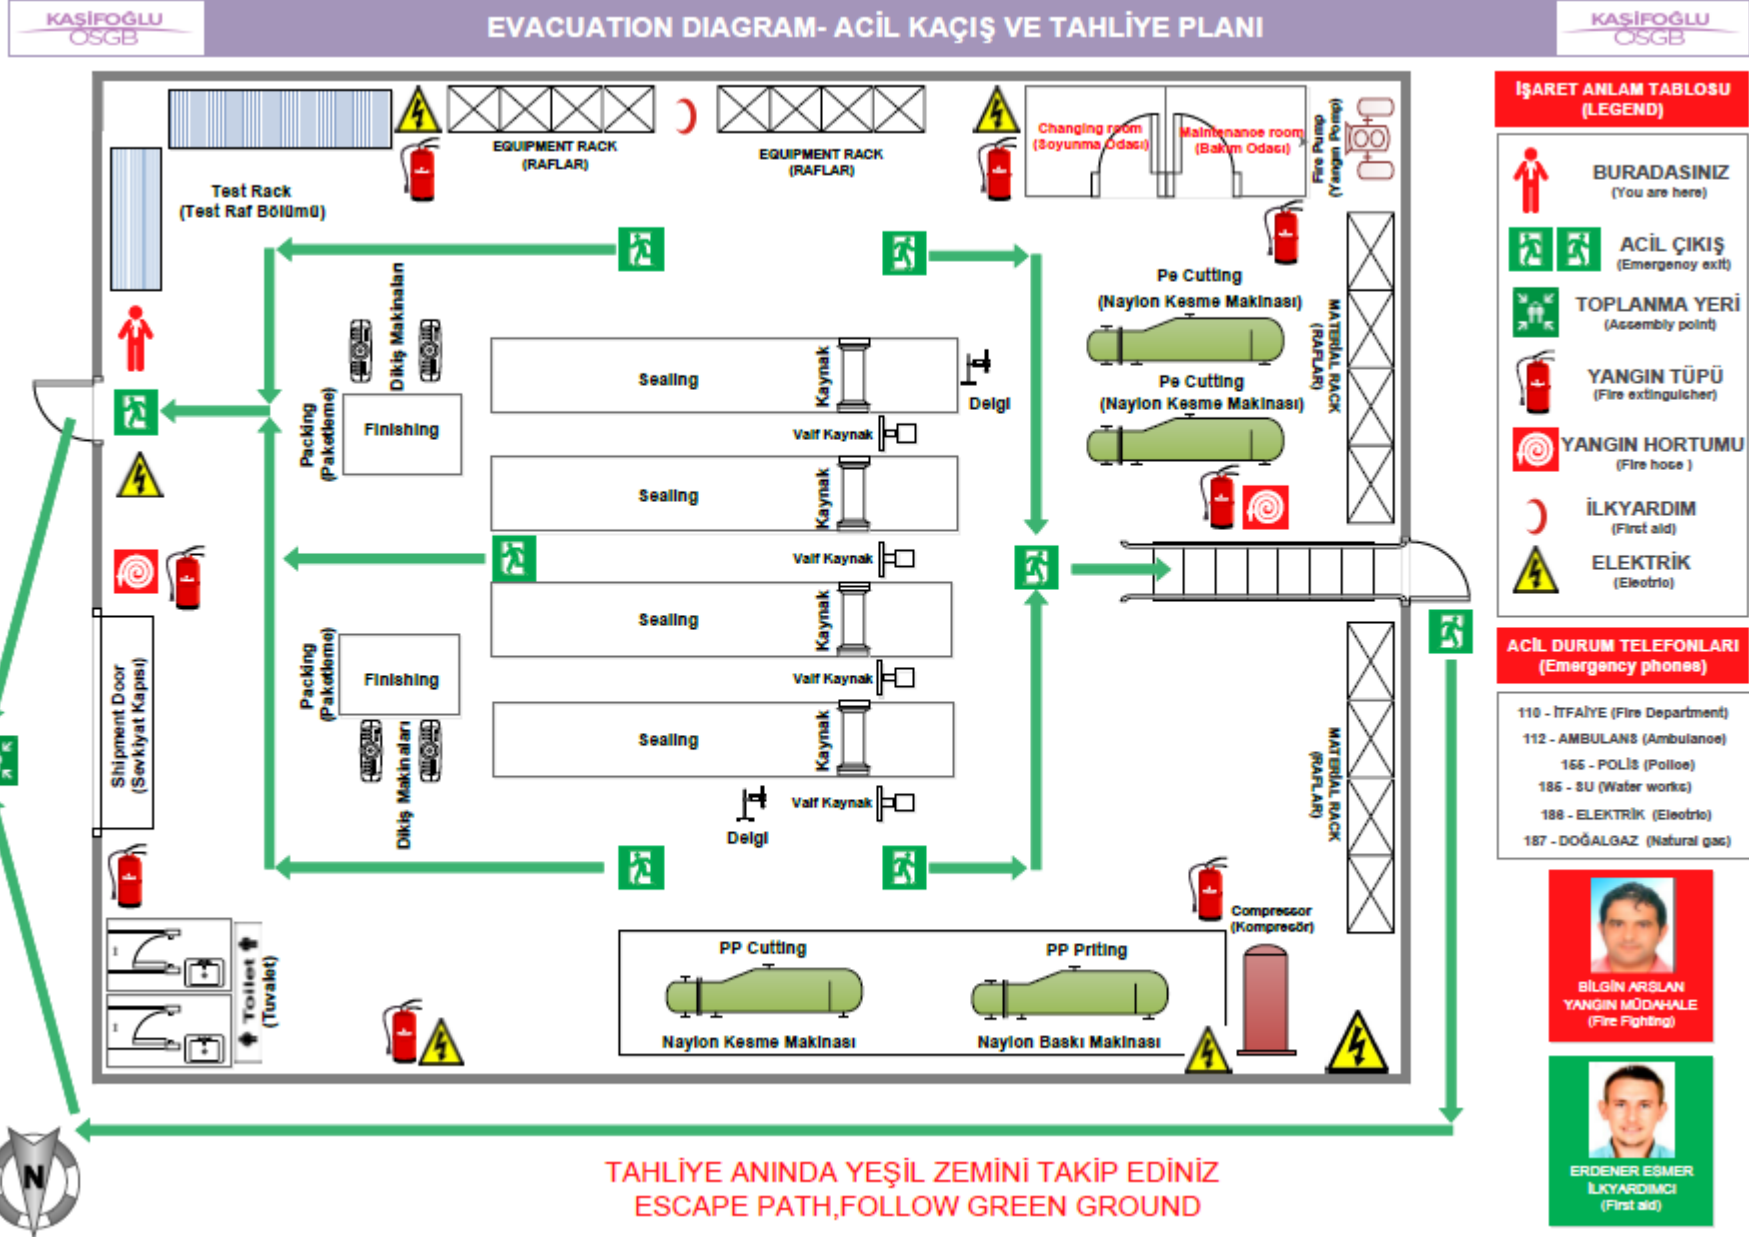 KAŞİFOĞLU
OSGB
EVACUATION DIAGRAM- ACİL KAÇIŞ VE TAHLİYE PLANI
KAŞİFOĞLU
OSGB
Test Rack
(Test Raf Bölümü)
EQUIPMENT RACK
(RAFLAR)
EQUIPMENT RACK
(RAFLAR)
Changing room
(Soyunma Odası)
Maintenance room
(Bakım Odası)
Fire Pump
(Yangın Pompı)
Dikiş Makinaları
Packing
(Paketleme)
Finishing
Sealing
Kaynak
Delgi
Valf Kaynak
Sealing
Kaynak
Valf Kaynak
Sealing
Kaynak
Valf Kaynak
Sealing
Kaynak
Valf Kaynak
Delgi
Pe Cutting
(Naylon Kesme Makinası)
Pe Cutting
(Naylon Kesme Makinası)
MATERIAL RACK
(RAFLAR)
MATERIAL RACK
(RAFLAR)
Packing
(Paketleme)
Finishing
Dikiş Makinaları
Shipment Door
(Sevkiyat Kapısı)
Toilet
(Tuvalet)
PP Cutting
Naylon Kesme Makinası
PP Priting
Naylon Baskı Makinası
Compressor
(Kompresör)
N
TAHLİYE ANINDA YEŞİL ZEMİNİ TAKİP EDİNİZ
ESCAPE PATH,FOLLOW GREEN GROUND
İŞARET ANLAM TABLOSU
(LEGEND)
BURADASINIZ
(You are here)
ACİL ÇIKIŞ
(Emergency exit)
TOPLANMA YERİ
(Assembly point)
YANGIN TÜPÜ
(Fire extinguisher)
YANGIN HORTUMU
(Fire hose )
İLKYARDIM
(First aid)
ELEKTRİK
(Electric)
ACİL DURUM TELEFONLARI
(Emergency phones)
110 - İTFAİYE (Fire Department)
112 - AMBULANS (Ambulance)
155 - POLİS (Police)
185 - SU (Water works)
186 - ELEKTRİK (Electric)
187 - DOĞALGAZ (Natural gas)
BİLGİN ARSLAN
YANGIN MÜDAHALE
(Fire Fighting)
ERDENER ESMER
İLKYARDIMCI
(First aid)